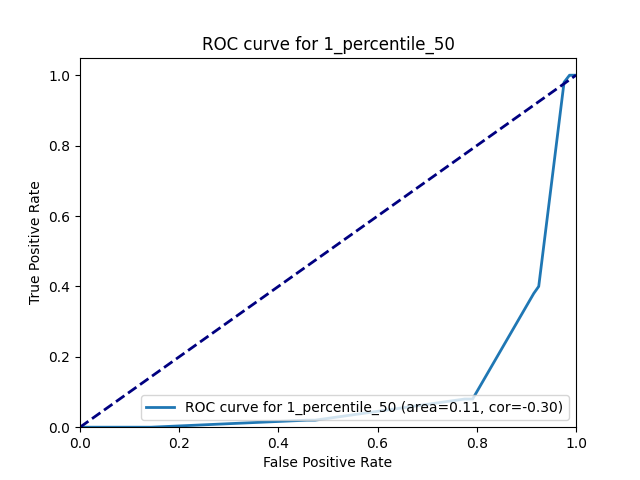 ROC curve for 1_percentile_50
True Positive Rate
1.0
0.8
0.6
0.4
0.2
0.0
ROC curve for 1_percentile_50 (area=0.11, cor=-0.30)
0.0 0.2 0.4 0.6 0.8 1.0
False Positive Rate